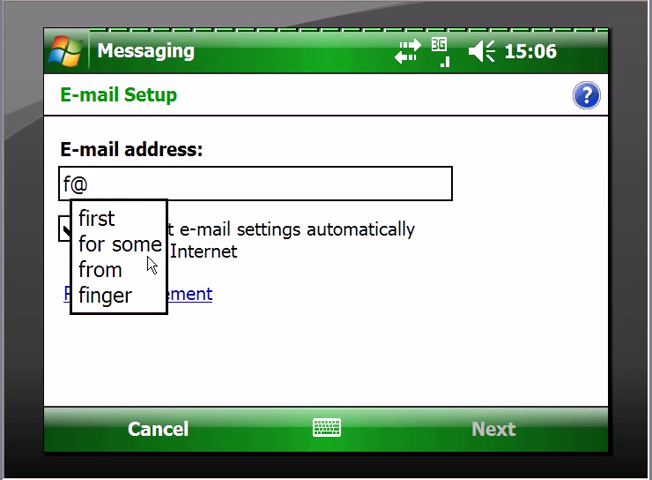 Messaging
3G
15:06
E-mail Setup
?
E-mail address:
f@
first
for some
from
finger
t e-mail settings automatically
Internet
ement
Cancel
Next